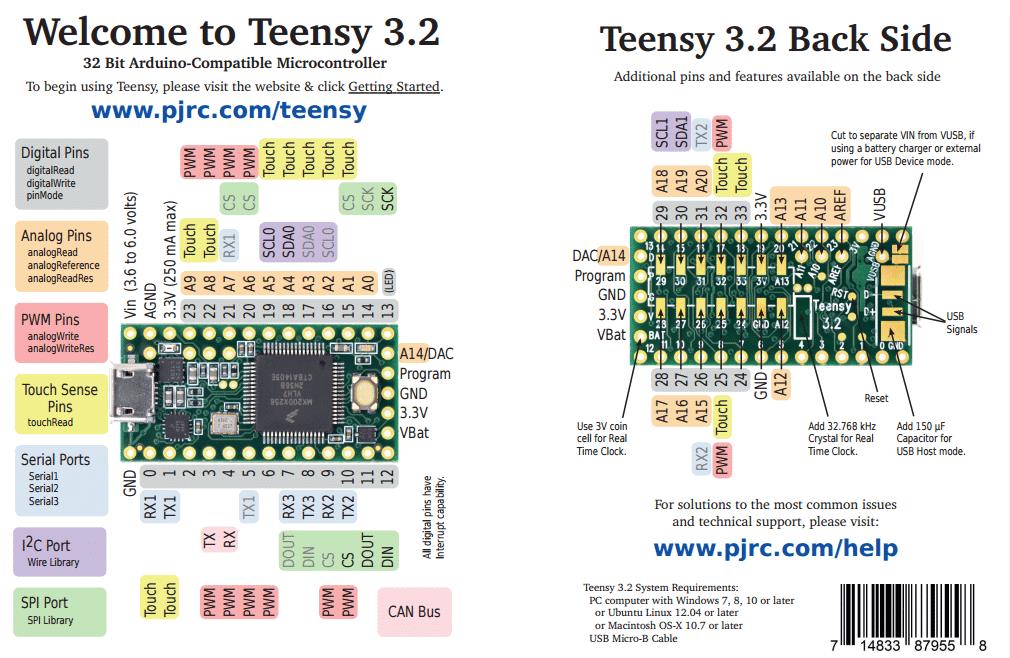 Welcome to Teensy 3.2
32 Bit Arduino-Compatible Microcontroller
To begin using Teensy, please visit the website & click Getting Started.
www.pjrc.com/teensy
Digital Pins
digitalRead
digitalWrite
pinMode
Analog Pins
analogRead
analogReference
analogReadRes
PWM Pins
analogWrite
analogWriteRes
Touch Sense
Pins
touchRead
Serial Ports
Serial1
Serial2
Serial3
I2C Port
Wire Library
SPI Port
SPI Library
PWM PWM PWM PWM Touch Touch Touch Touch Touch
CS CS CS SCK SCK
Touch Touch RX1 SCL0 SDA0 SDA0 SCL0
Vin (3.6 to 6.0 volts)
AGND
3.3V (250 mA max)
A9 A8 A7 A6 A5 A4 A3 A2 A1 A0 (LED)
23 22 21 20 19 18 17 16 15 14 13
A14/DAC
Program
GND
3.3V
VBat
GND 0 1 2 3 4 5 6 7 8 9 10 11 12
RX1 TX1 TX1 RX3 TX3 RX2 TX2
TX RX
DOUT DIN CS CS DOUT DIN
Touch Touch PWM PWM PWM PWM PWM PWM
All digital pins have
Interrupt capability.
CAN Bus
Teensy 3.2 Back Side
Additional pins and features available on the back side
SCL1 SDA1 TX2 PWM
A18 A19 A20 Touch Touch
29 30 31 32 33 3.3V A13 A11 A10 AREF VUSB
Cut to separate VIN from VUSB, if
using a battery charger or external
power for USB Device mode.
DAC/A14
Program
GND
3.3V
VBat
Teensy
3.2
USB
Signals
28 27 26 25 24 GND A12
A17 A16 A15 Touch
RX2 PWM
Reset
Use 3V coin
cell for Real
Time Clock.
Add 32.768 kHz
Crystal for Real
Time Clock.
Add 150 µF
Capacitor for
USB Host mode.
For solutions to the most common issues
and technical support, please visit:
www.pjrc.com/help
Teensy 3.2 System Requirements:
PC computer with Windows 7, 8, 10 or later
or Ubuntu Linux 12.04 or later
or Macintosh OS-X 10.7 or later
USB Micro-B Cable
7 14833 87955 8